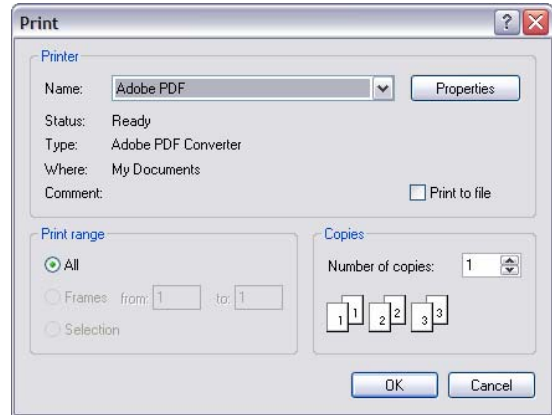 Print
Printer
Name: Adobe PDF Properties
Status: Ready
Type: Adobe PDF Converter
Where: My Documents
Comment: Print to file
Print range
All
Frames from: 1 to: 1
Selection
Copies
Number of copies: 1
1 1 2 2 3 3
OK Cancel